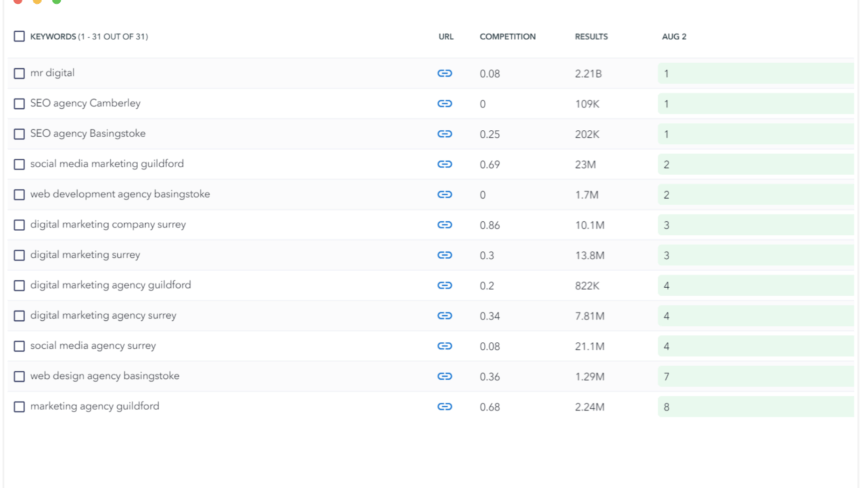 KEYWORDS (1 - 31 OUT OF 31) URL COMPETITION RESULTS AUG 2
mr digital 0.08 2.21B 1
SEO agency Camberley 0 109K 1
SEO agency Basingstoke 0.25 202K 1
social media marketing guildford 0.69 23M 2
web development agency basingstoke 0 1.7M 2
digital marketing company surrey 0.86 10.1M 3
digital marketing surrey 0.3 13.8M 3
digital marketing agency guildford 0.2 822K 4
digital marketing agency surrey 0.34 7.81M 4
social media agency surrey 0.08 21.1M 4
web design agency basingstoke 0.36 1.29M 7
marketing agency guildford 0.68 2.24M 8